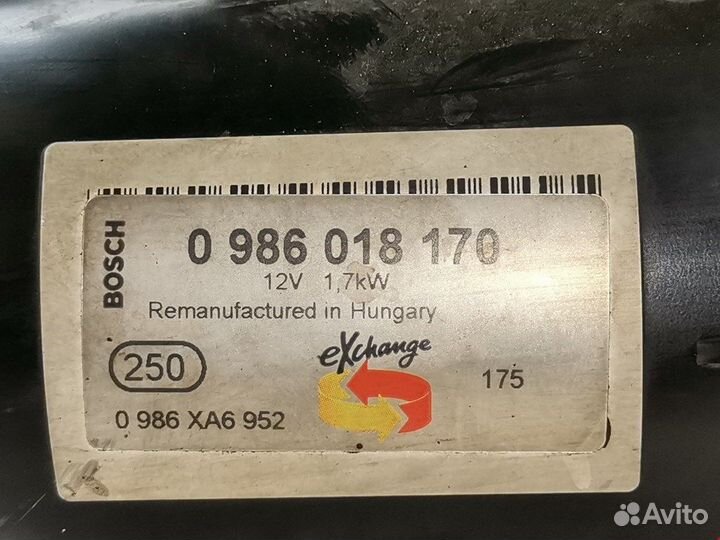 BOSCH
0 986 018 170
12V 1,7kW
Remanufactured in Hungary
eXchange
250
175
0 986 XA6 952
Avito